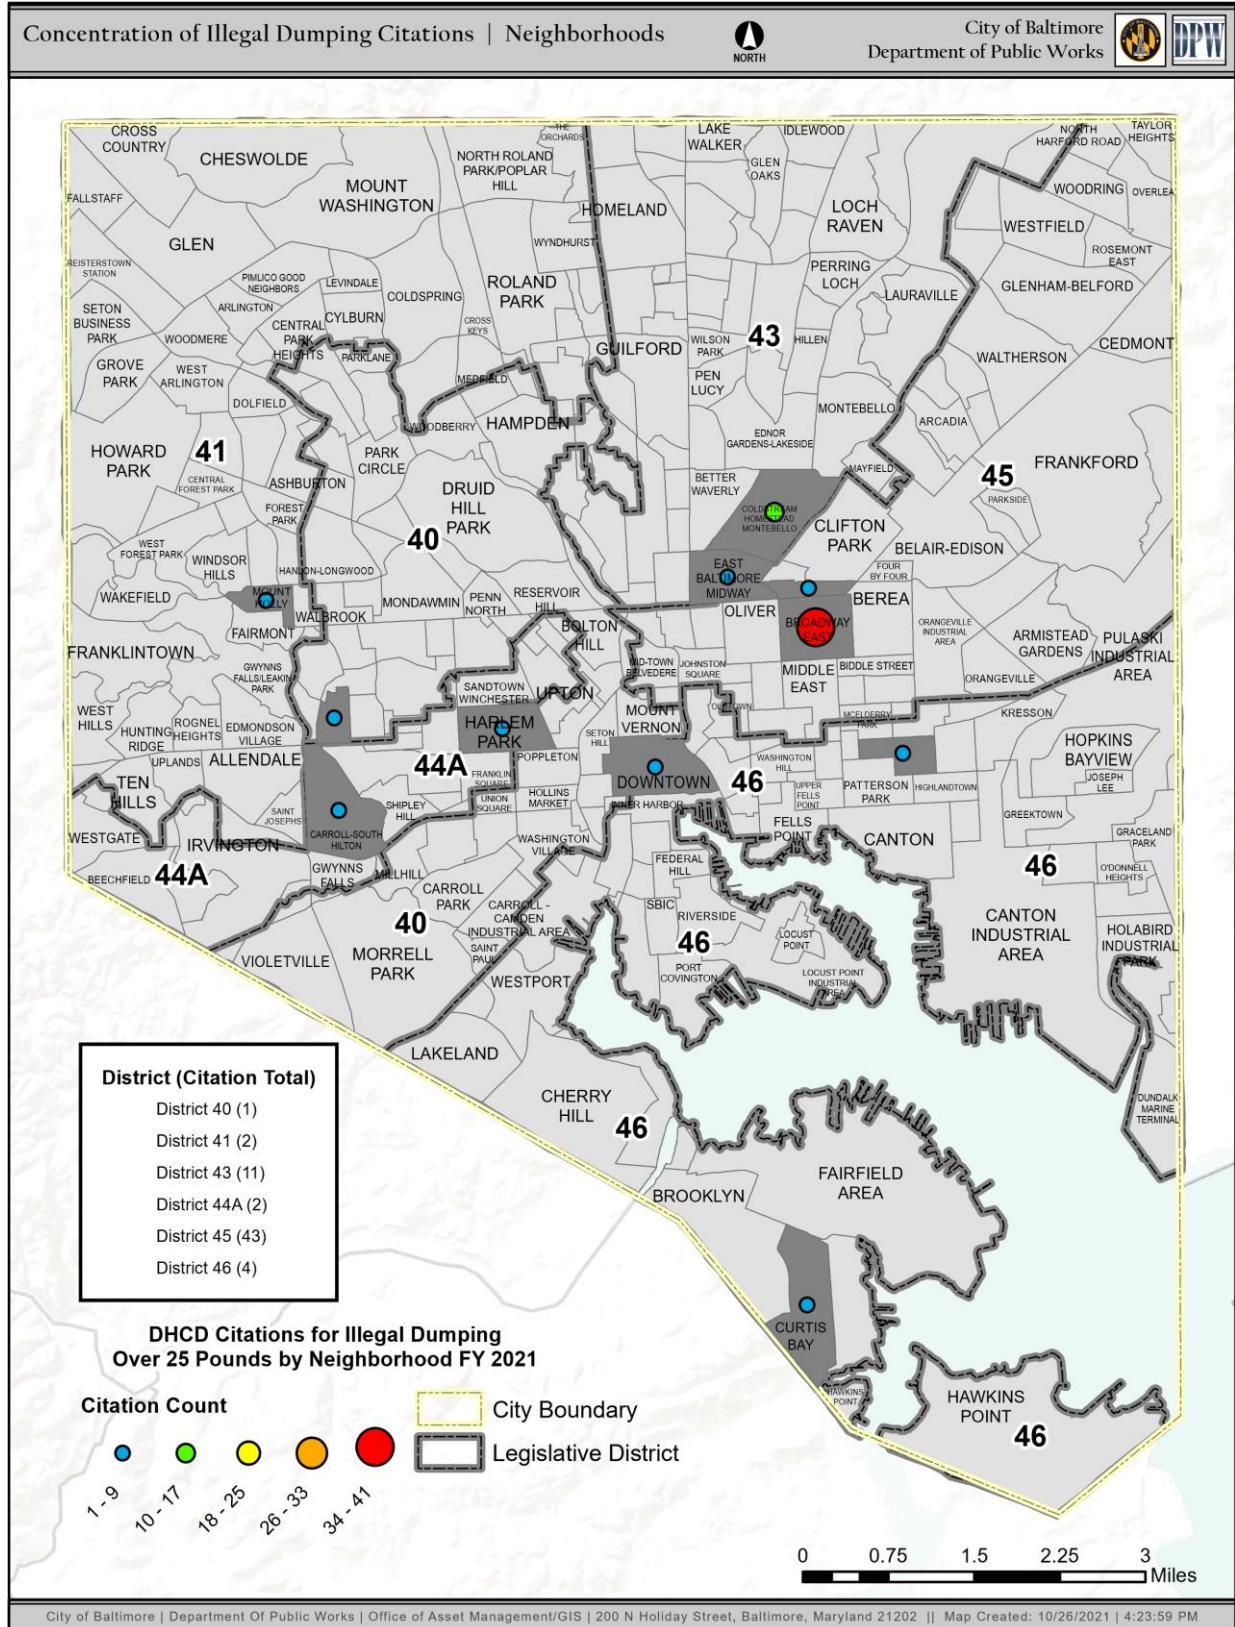 Concentration of Illegal Dumping Citations | Neighborhoods
NORTH
City of Baltimore
Department of Public Works
DPW
CROSS
COUNTRY
CHESWOLDE
MOUNT
WASHINGTON
NORTH ROLAND
PARK/POPLAR
HILL
THE
ORCHARDS
LAKE
WALKER
IDLEWOOD
GLEN
OAKS
NORTH
HARFORD ROAD
TAYLOR
HEIGHTS
FALLSTAFF
GLEN
HOMELAND
WYNDHURST
LOCH
RAVEN
WOODRING
OVERLEA
WESTFIELD
ROSEMONT
EAST
REISTERSTOWN
STATION
PIMLICO GOOD
NEIGHBORS
LEVINDALE
COLDSPRING
ROLAND
PARK
PERRING
LOCH
LAURAVILLE
GLENHAM-BELFORD
SETON
BUSINESS
PARK
ARLINGTON
WOODMERE
CENTRAL
PARK
HEIGHTS
CYLBURN
PARKLANE
CROSS
KEYS
GUILFORD
WILSON
PARK
43
HILLEN
WALTHERSON
CEDMONT
GROVE
PARK
WEST
ARLINGTON
DOLFIELD
MEDFIELD
PEN
LUCY
HAMPDEN
WOODBERRY
MONTEBELLO
ARCADIA
EDNOR
GARDENS-LAKESIDE
HOWARD
PARK
41
CENTRAL
FOREST PARK
ASHBURTON
PARK
CIRCLE
DRUID
HILL
PARK
BETTER
WAVERLY
MAYFIELD
45
PARKSIDE
FRANKFORD
FOREST
PARK
40
COLDSTREAM
HOMESTEAD
MONTEBELLO
CLIFTON
PARK
WEST
FOREST PARK
WINDSOR
HILLS
HANLON-LONGWOOD
BELAIR-EDISON
EAST
BALTIMORE
MIDWAY
FOUR
BY FOUR
WAKEFIELD
MOUNT
HOLLY
WALBROOK
MONDAWMIN
PENN
NORTH
RESERVOIR
HILL
OLIVER
BEREA
FAIRMONT
BOLTON
HILL
BROADWAY
EAST
ORANGEVILLE
INDUSTRIAL
AREA
ARMISTEAD
GARDENS
PULASKI
INDUSTRIAL
AREA
FRANKLINTOWN
GWYNNS
FALLS/LEAKIN
PARK
SANDTOWN
WINCHESTER
UPTON
MID-TOWN
BELVEDERE
JOHNSTON
SQUARE
MIDDLE
EAST
BIDDLE STREET
ORANGEVILLE
WEST
HILLS
HUNTING
RIDGE
ROGNEL
HEIGHTS
EDMONDSON
VILLAGE
HARLEM
PARK
SETON
HILL
MOUNT
VERNON
OLDTOWN
MCELDERRY
PARK
KRESSON
UPLANDS
ALLENDALE
44A
POPPLETON
DOWNTOWN
WASHINGTON
HILL
46
HOPKINS
BAYVIEW
JOSEPH
LEE
TEN
HILLS
FRANKLIN
SQUARE
UNION
SQUARE
HOLLINS
MARKET
INNER HARBOR
UPPER
FELLS
POINT
PATTERSON
PARK
HIGHLANDTOWN
GREEKTOWN
WESTGATE
SAINT
JOSEPHS
SHIPLEY
HILL
CARROLL-SOUTH
HILTON
FELLS
POINT
CANTON
GRACELAND
PARK
IRVINGTON
WASHINGTON
VILLAGE
FEDERAL
HILL
46
O'DONNELL
HEIGHTS
BEECHFIELD
44A
GWYNNS
FALLS
MILLHILL
CARROLL
PARK
SBIC
RIVERSIDE
CANTON
INDUSTRIAL
AREA
HOLABIRD
INDUSTRIAL
PARK
40
CARROLL -
CAMDEN
INDUSTRIAL AREA
46
LOCUST
POINT
VIOLETVILLE
MORRELL
PARK
SAINT
PAUL
WESTPORT
PORT
COVINGTON
LOCUST POINT
INDUSTRIAL
AREA
LAKELAND
CHERRY
HILL
46
DUNDALK
MARINE
TERMINAL
BROOKLYN
FAIRFIELD
AREA
CURTIS
BAY
HAWKINS
POINT
HAWKINS
POINT
46
District (Citation Total)
District 40 (1)
District 41 (2)
District 43 (11)
District 44A (2)
District 45 (43)
District 46 (4)
DHCD Citations for Illegal Dumping
Over 25 Pounds by Neighborhood FY 2021
Citation Count
1 - 9
10 - 17
18 - 25
26 - 33
34 - 41
City Boundary
Legislative District
0 0.75 1.5 2.25 3
Miles
City of Baltimore | Department Of Public Works | Office of Asset Management/GIS | 200 N Holiday Street, Baltimore, Maryland 21202 || Map Created: 10/26/2021 | 4:23:59 PM